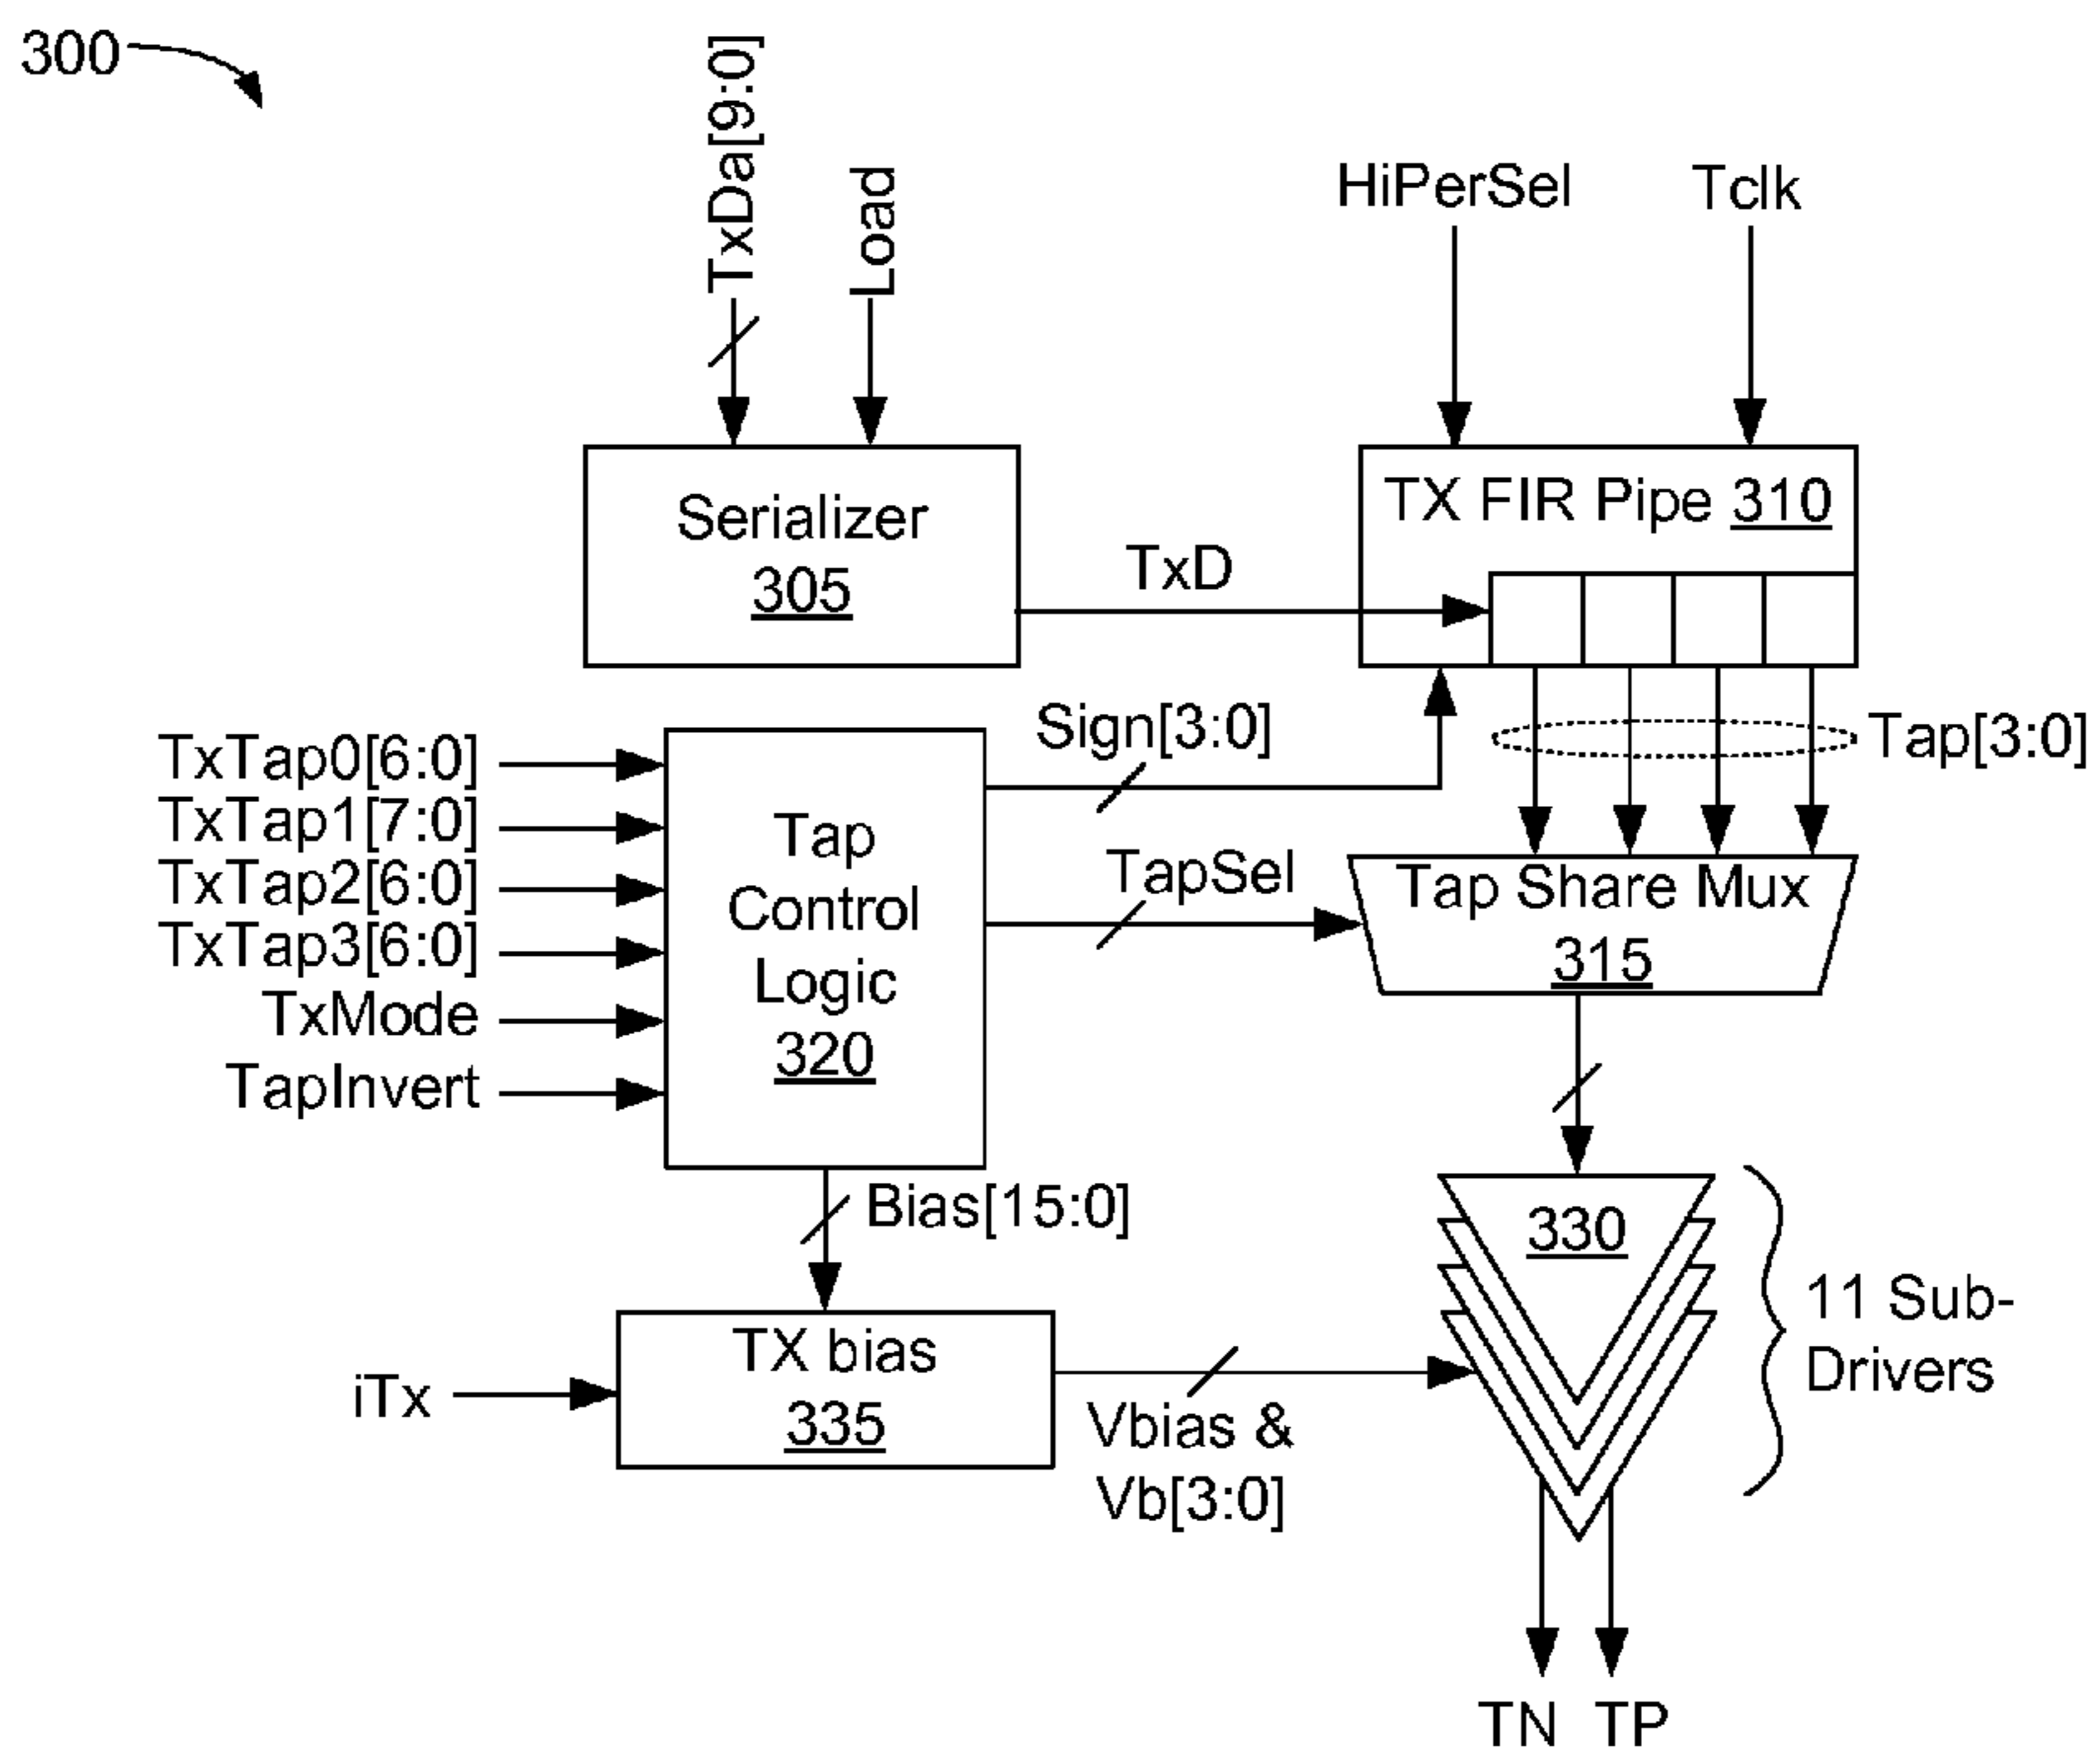 300
TxDa[9:0]
Load
HiPerSel
Tclk
Serializer
305
TX FIR Pipe 310
TxD
Sign[3:0]
Tap[3:0]
TxTap0[6:0]
TxTap1[7:0]
TxTap2[6:0]
TxTap3[6:0]
TxMode
TapInvert
Tap
Control
Logic
320
TapSel
Tap Share Mux
315
Bias[15:0]
330
11 Sub-
Drivers
iTx
TX bias
335
Vbias &
Vb[3:0]
TN
TP